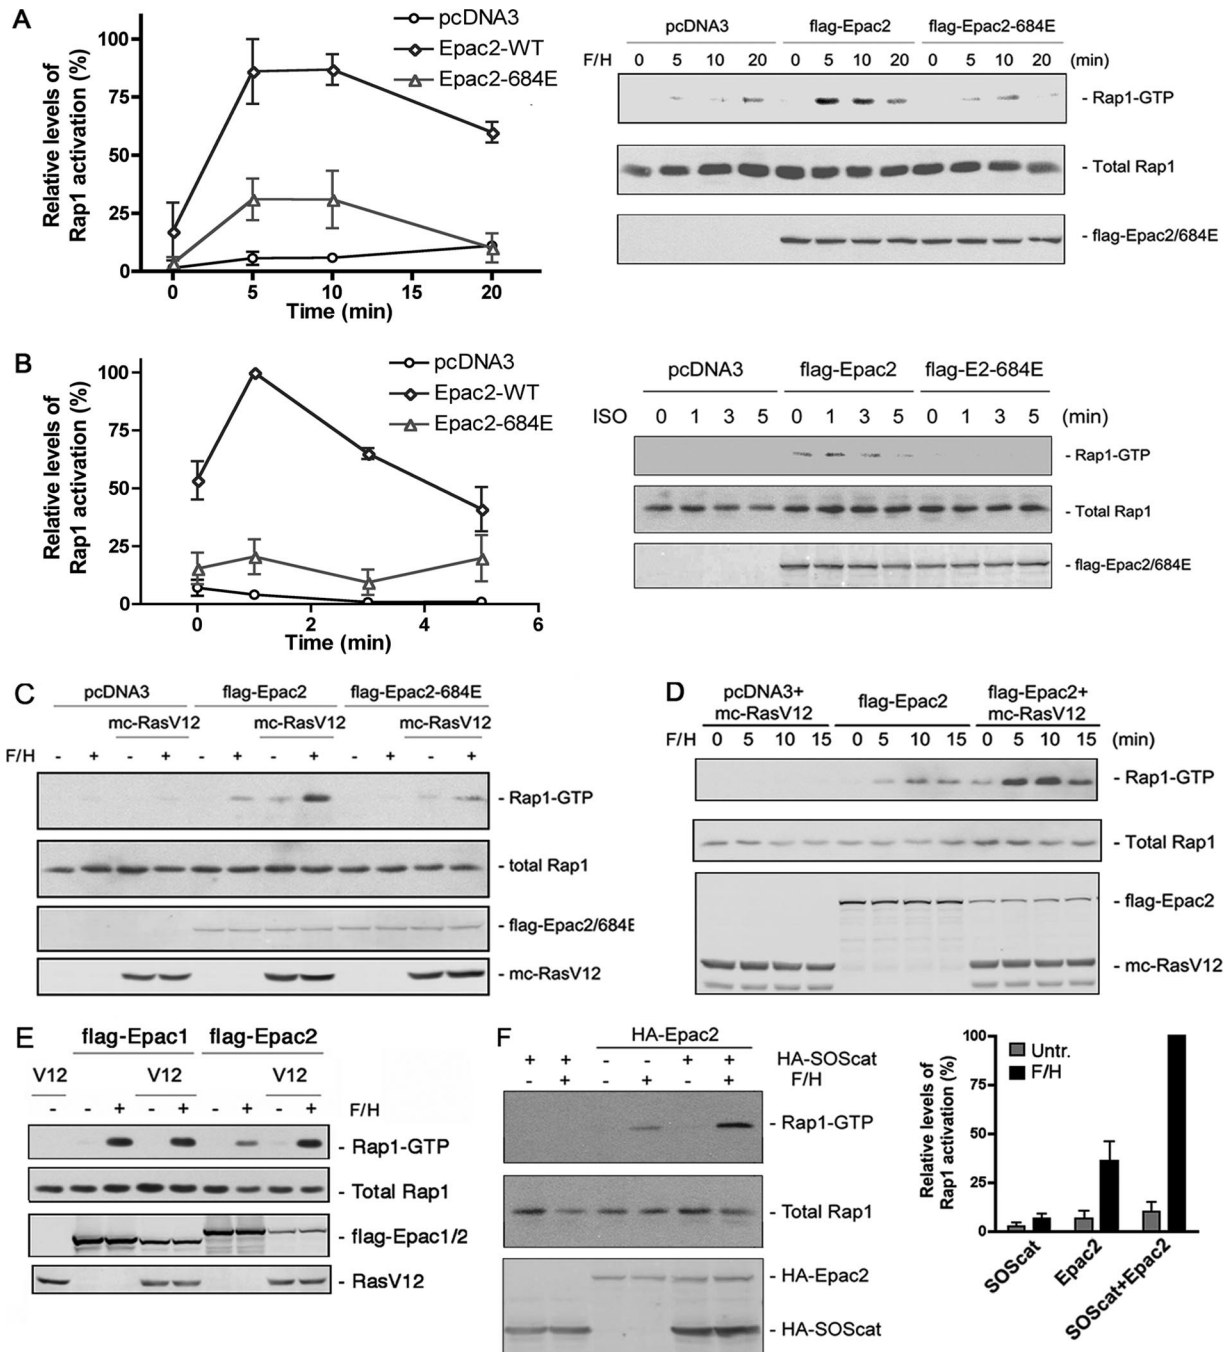 A
pcDNA3
Epac2-WT
Epac2-684E
Relative levels of
Rap1 activation (%)
100
75
50
25
0
0 5 10 15 20
Time (min)
pcDNA3 flag-Epac2 flag-Epac2-684E
F/H 0 5 10 20 0 5 10 20 0 5 10 20 (min)
- Rap1-GTP
- Total Rap1
- flag-Epac2/684E
B
pcDNA3
Epac2-WT
Epac2-684E
Relative levels of
Rap1 activation (%)
100
75
50
25
0
0 2 4 6
Time (min)
pcDNA3 flag-Epac2 flag-E2-684E
ISO 0 1 3 5 0 1 3 5 0 1 3 5 (min)
- Rap1-GTP
- Total Rap1
- flag-Epac2/684E
C
pcDNA3 flag-Epac2 flag-Epac2-684E
mc-RasV12 mc-RasV12 mc-RasV12
F/H - + - + - + - + - + - +
- Rap1-GTP
- total Rap1
- flag-Epac2/684E
- mc-RasV12
D
pcDNA3+
mc-RasV12
flag-Epac2
flag-Epac2+
mc-RasV12
F/H 0 5 10 15 0 5 10 15 0 5 10 15 (min)
- Rap1-GTP
- Total Rap1
- flag-Epac2
- mc-RasV12
E
flag-Epac1 flag-Epac2
V12 V12 V12
- - + - + - + - + F/H
- Rap1-GTP
- Total Rap1
- flag-Epac1/2
- RasV12
F
HA-Epac2
+ + - - + + HA-SOScat
- + - + - + F/H
- Rap1-GTP
- Total Rap1
- HA-Epac2
- HA-SOScat
Relative levels of
Rap1 activation (%)
100
75
50
25
0
Untr.
F/H
SOScat
Epac2
SOScat+Epac2